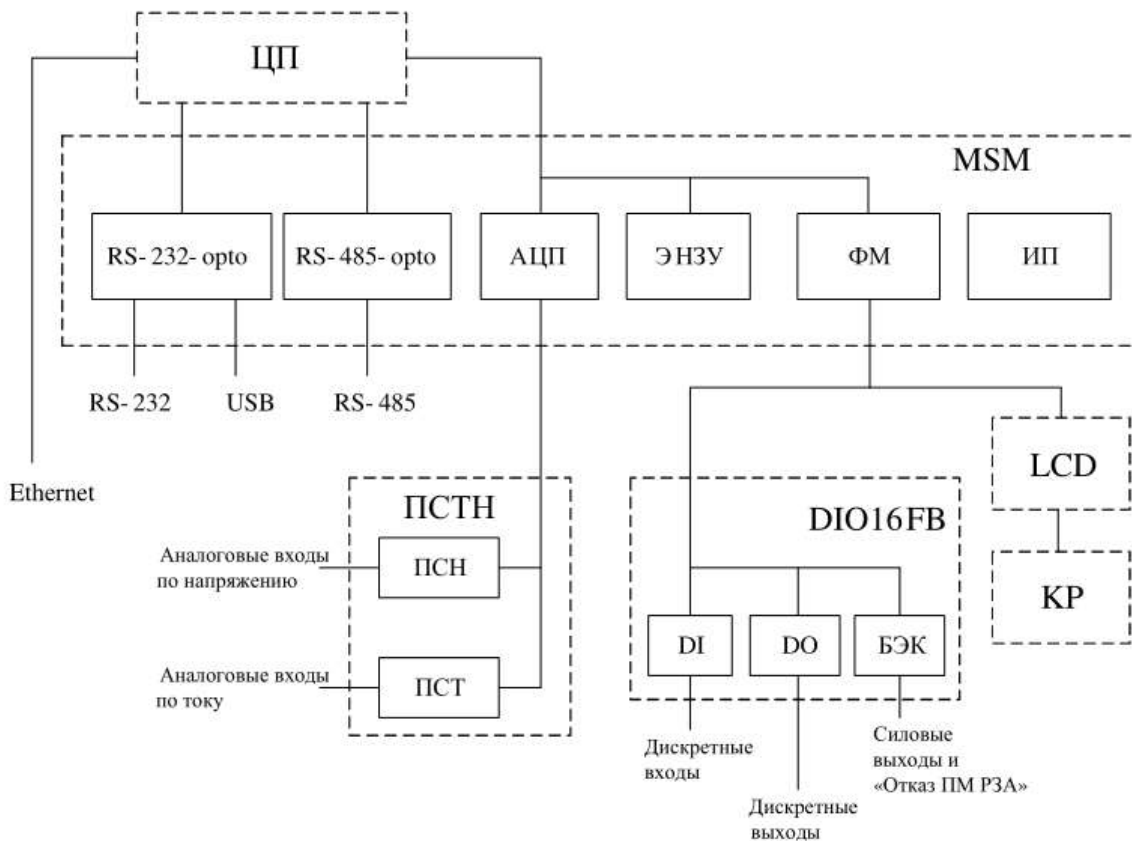 ЦП
MSM
RS-232-opto
RS-485-opto
АЦП
ЭНЗУ
ФМ
ИП
RS-232
USB
RS-485
Ethernet
LCD
KP
ПСТН
Аналоговые входы
по напряжению
ПСН
Аналоговые входы
по току
ПСТ
DIO16FB
DI
DO
БЭК
Дискретные
входы
Дискретные
выходы
Силовые
выходы и
«Отказ ПМ РЗА»